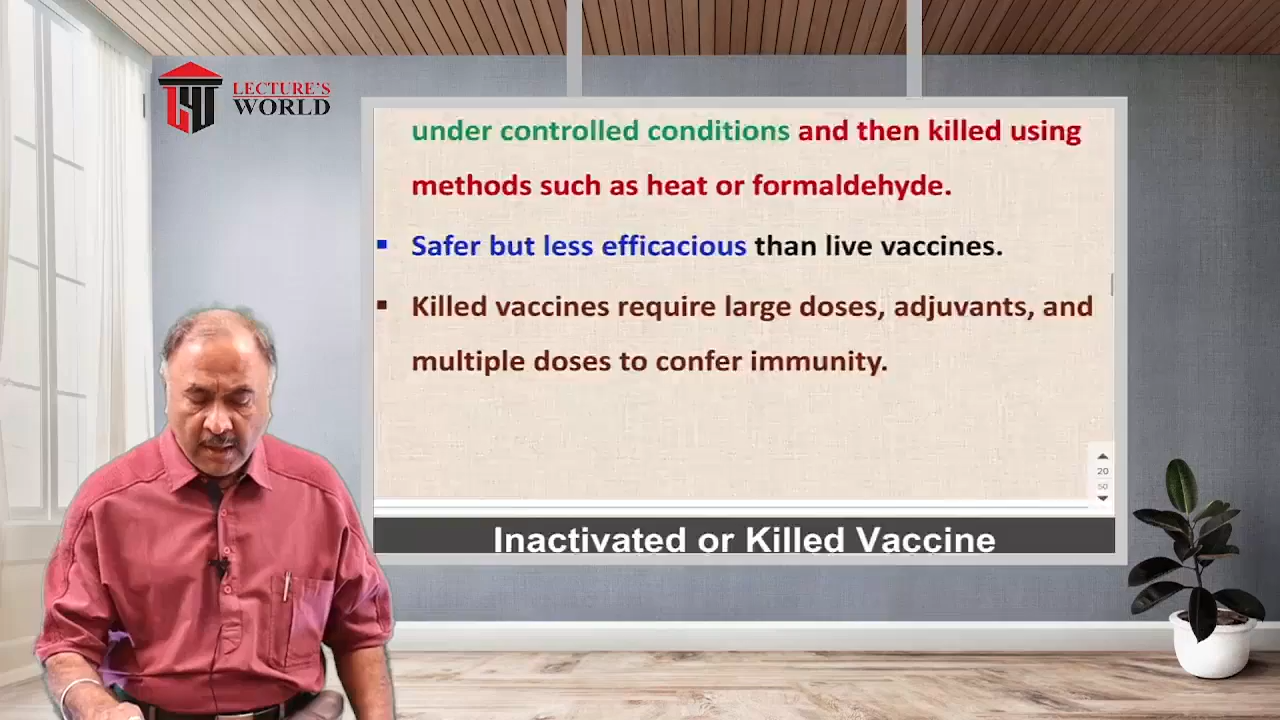 LECTURE'S
WORLD
under controlled conditions and then killed using
methods such as heat or formaldehyde.
▪ Safer but less efficacious than live vaccines.
▪ Killed vaccines require large doses, adjuvants, and
multiple doses to confer immunity.
20
50
Inactivated or Killed Vaccine